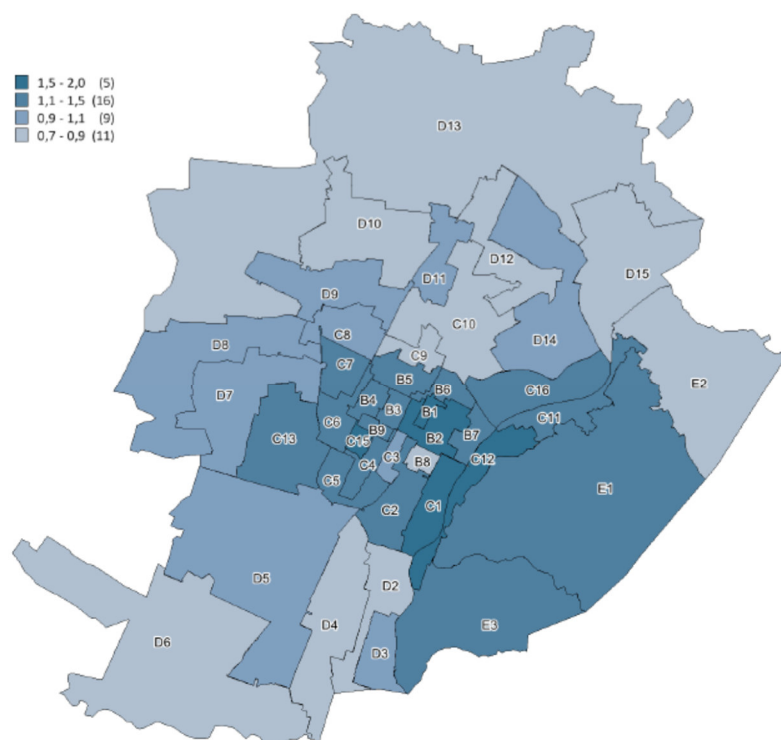 1,5 - 2,0 (5)
1,1 - 1,5 (16)
0,9 - 1,1 (9)
0,7 - 0,9 (11)
D13
D10
D12
D11
D15
D9
C10
C8
D14
D8
C9
C7
B5
C16
B6
E2
D7
B4
B3
B1
C11
C6
B9
C13
C15
B2
B7
C3
C12
B8
C4
C5
E1
C1
C2
D5
D2
D4
E3
D6
D3